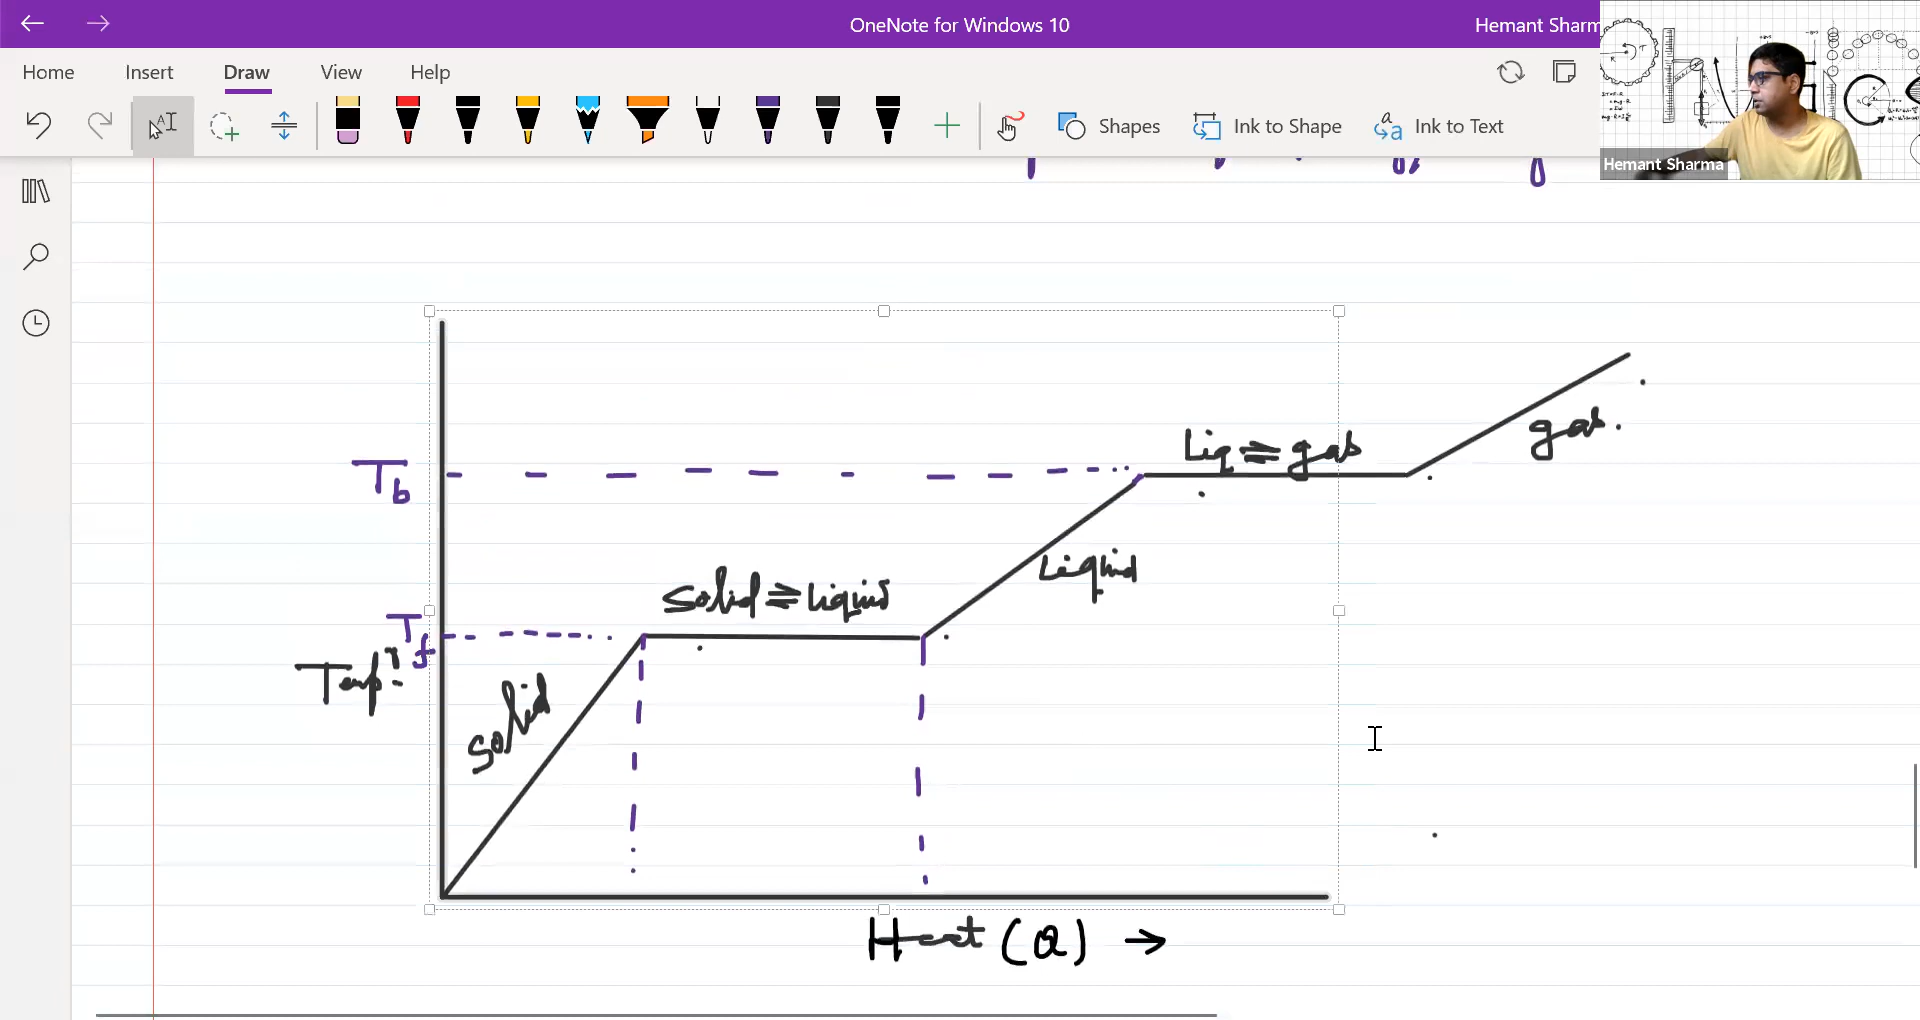 OneNote for Windows 10
Hemant Sharm
Home Insert Draw View Help
Shapes Ink to Shape Ink to Text
Hemant Sharma
Liq ⇌ gas
gas.
Tb
Liquid
Solid ⇌ Liquid
Tf
Tempr
Solid
Heat (Q) →